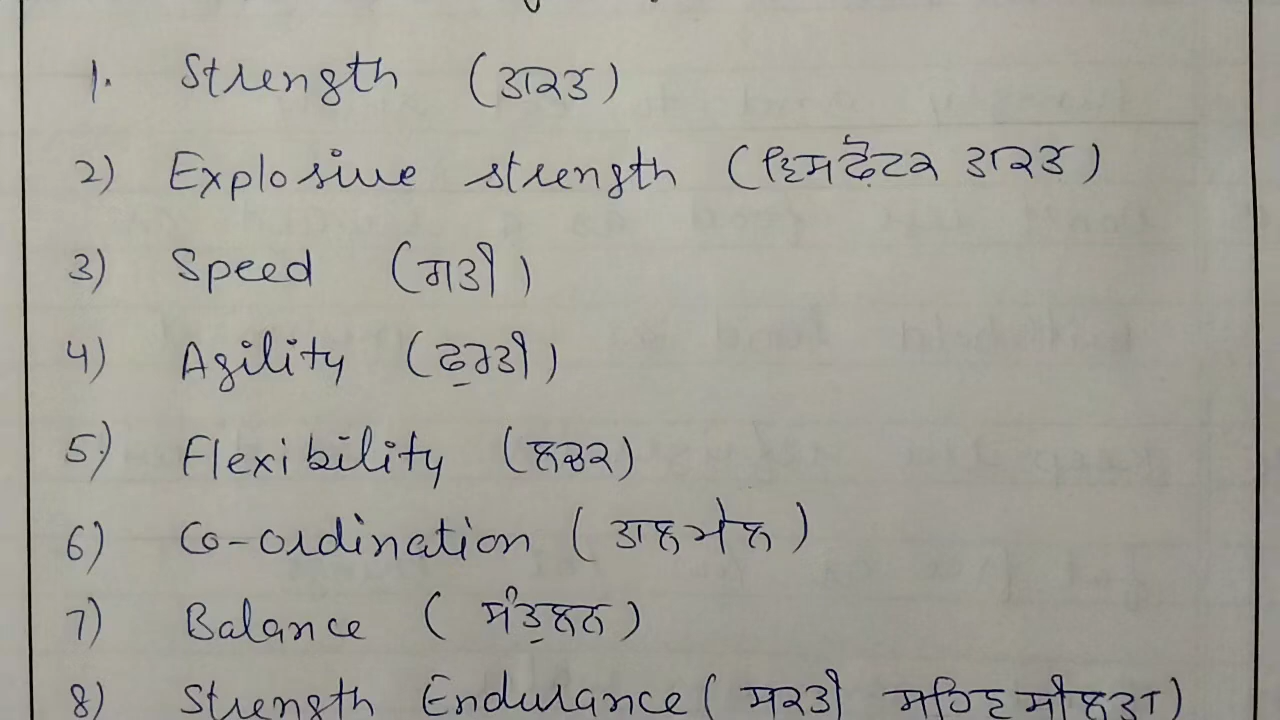 1. Strength (ਤਾਕਤ)
2) Explosive strength (ਵਿਸਫੋਟਕ ਤਾਕਤ)
3) Speed (ਗਤੀ)
4) Agility (ਫੁਰਤੀ)
5) Flexibility (ਲਚਕ)
6) Co-ordination (ਤਾਲਮੇਲ)
7) Balance (ਸੰਤੁਲਨ)
8) Strength Endurance (ਸਕਤੀ ਸਹਿਣਸੀਲਤਾ)